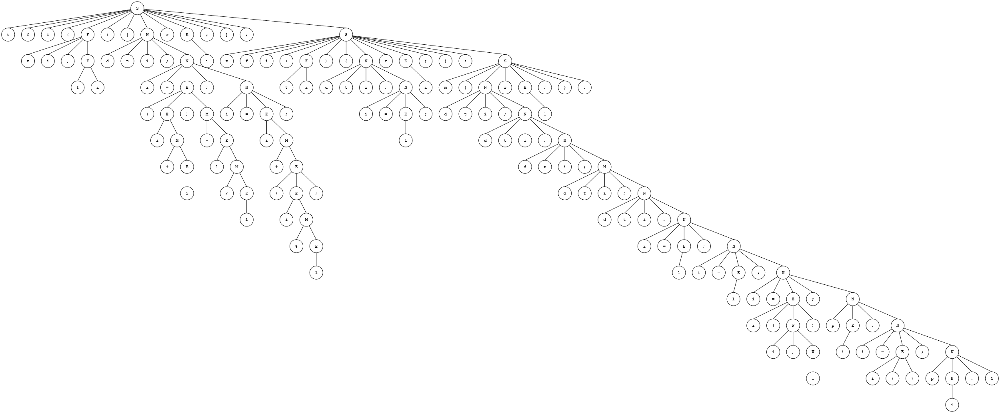 S
t f i ( F ) { N r E ; } ; S
t i , F d t i ; N i t f i ( F ) { N r E ; } ; S
t i i = E ; N t i d t i ; N i m { N r E ; } ; 
( E ) M i = E ; i = E ; d t i ; N l
i M * E i M l d t i ; N
+ E l M + E d t i ; N
i / E ( E ) d t i ; N
l i M d t i ; N
% E i = E ; N
l l i = E ; N
l i = E ; N
i ( W ) p E ; N
i , W i i = E ; N
i i ( ) p E ; l
i